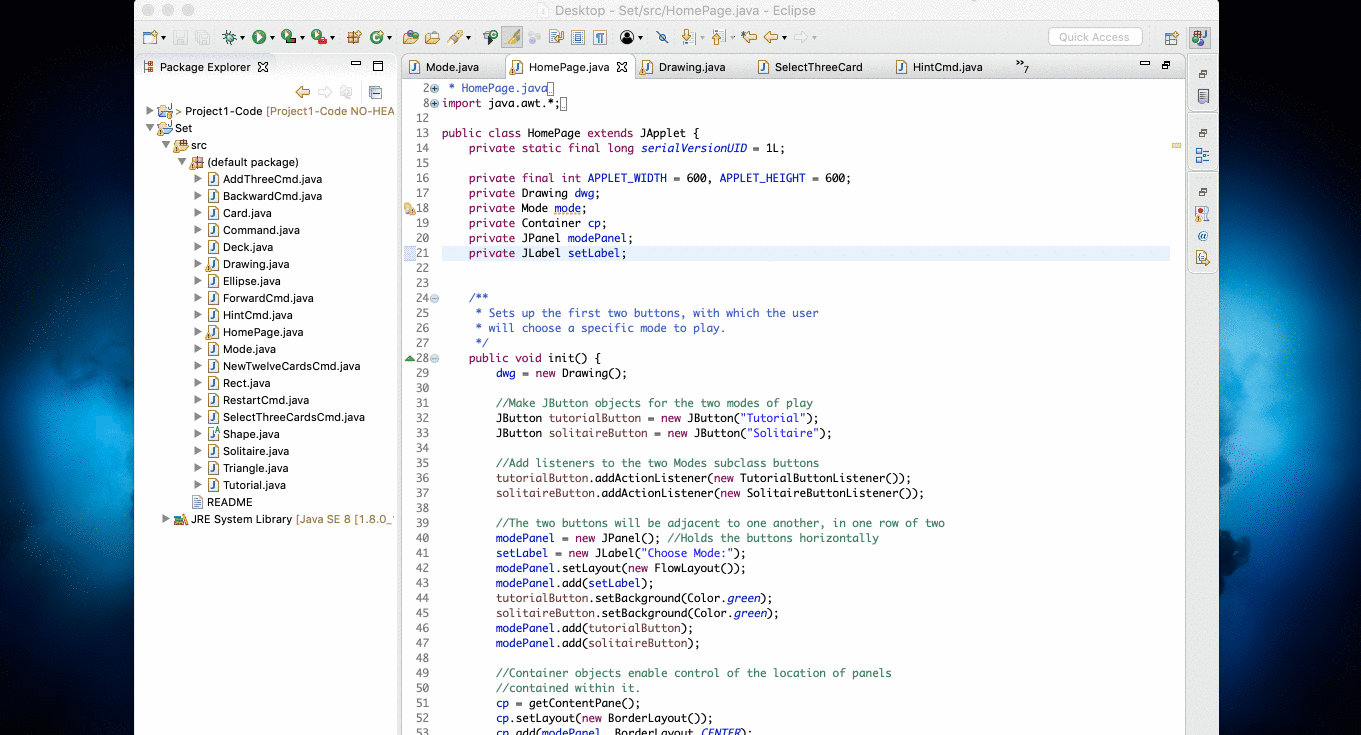 Desktop - Set/src/HomePage.java - Eclipse
Quick Access
Package Explorer
Project1-Code [Project1-Code NO-HEA
Set
src
(default package)
AddThreeCmd.java
BackwardCmd.java
Card.java
Command.java
Deck.java
Drawing.java
Ellipse.java
ForwardCmd.java
HintCmd.java
HomePage.java
Mode.java
NewTwelveCardsCmd.java
Rect.java
RestartCmd.java
SelectThreeCardsCmd.java
Shape.java
Solitaire.java
Triangle.java
Tutorial.java
README
JRE System Library [Java SE 8 [1.8.0_
Mode.java HomePage.java Drawing.java SelectThreeCard HintCmd.java »7
2 * HomePage.java
8 import java.awt.*;
12
13 public class HomePage extends JApplet {
14 private static final long serialVersionUID = 1L;
15
16 private final int APPLET_WIDTH = 600, APPLET_HEIGHT = 600;
17 private Drawing dwg;
18 private Mode mode;
19 private Container cp;
20 private JPanel modePanel;
21 private JLabel setLabel;
22
23
24 /**
25 * Sets up the first two buttons, with which the user
26 * will choose a specific mode to play.
27 */
28 public void init() {
29 dwg = new Drawing();
30
31 //Make JButton objects for the two modes of play
32 JButton tutorialButton = new JButton("Tutorial");
33 JButton solitaireButton = new JButton("Solitaire");
34
35 //Add listeners to the two Modes subclass buttons
36 tutorialButton.addActionListener(new TutorialButtonListener());
37 solitaireButton.addActionListener(new SolitaireButtonListener());
38
39 //The two buttons will be adjacent to one another, in one row of two
40 modePanel = new JPanel(); //Holds the buttons horizontally
41 setLabel = new JLabel("Choose Mode:");
42 modePanel.setLayout(new FlowLayout());
43 modePanel.add(setLabel);
44 tutorialButton.setBackground(Color.green);
45 solitaireButton.setBackground(Color.green);
46 modePanel.add(tutorialButton);
47 modePanel.add(solitaireButton);
48
49 //Container objects enable control of the location of panels
50 //contained within it.
51 cp = getContentPane();
52 cp.setLayout(new BorderLayout());
53 cp.add(modePanel, BorderLayout.CENTER);